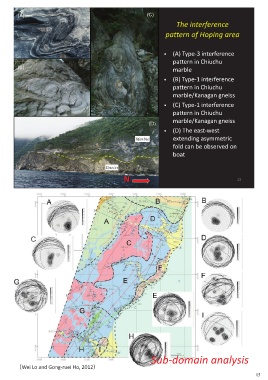 (A)
(C)
The interference
pattern of Hoping area
• (A) Type-3 interference
pattern in Chiuchu
marble
• (B) Type-1 interference
pattern in Chiuchu
marble/Kanagan gneiss
• (C) Type-1 interference
pattern in Chiuchu
marble/Kanagan gneiss
• (D) The east-west
extending asymmetric
fold can be observed on
boat
(D)
N
A
B
B
A
D
C
C
D
F
E
F
G
E
G
I
H
H
sub-domain analysis
(Wei Lo and Gong-ruei Ho, 2012)